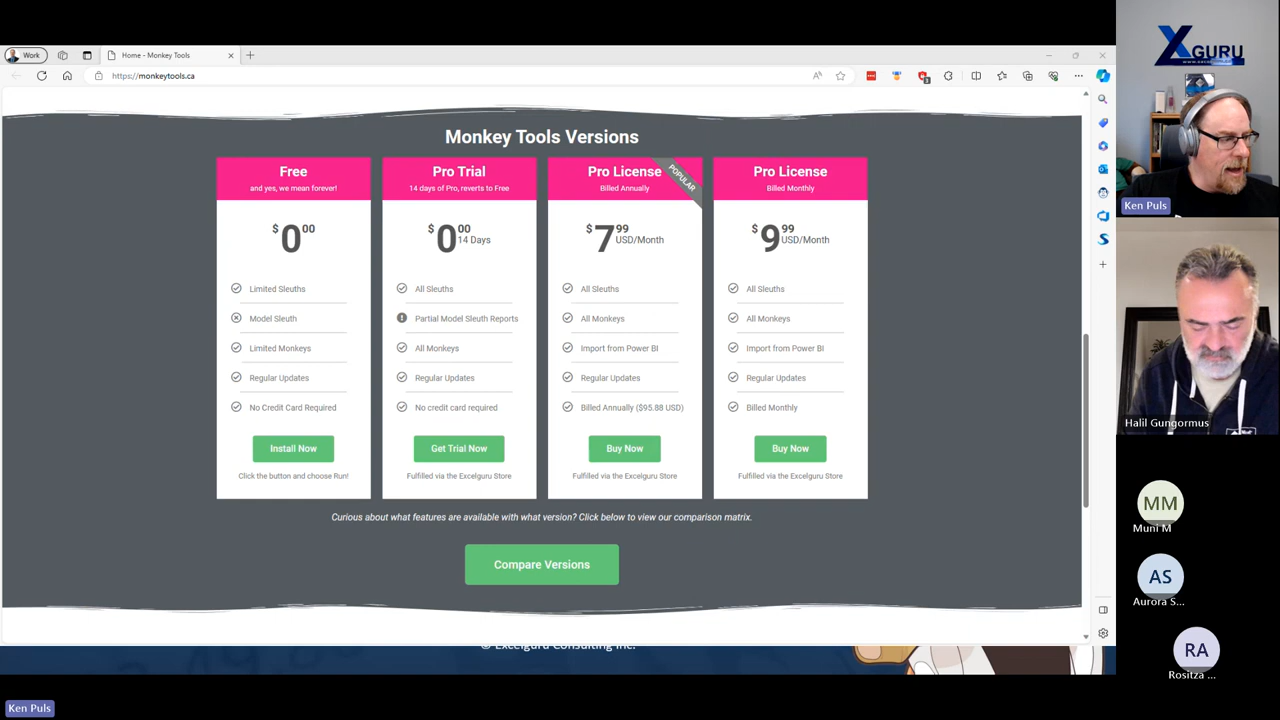 Work
Home - Monkey Tools
https://monkeytools.ca
Monkey Tools Versions
Free
and yes, we mean forever!
$0.00
Limited Sleuths
Model Sleuth
Limited Monkeys
Regular Updates
No Credit Card Required
Install Now
Click the button and choose Run!
Pro Trial
14 days of Pro, reverts to Free
$0.00
14 Days
All Sleuths
Partial Model Sleuth Reports
All Monkeys
Regular Updates
No credit card required
Get Trial Now
Fulfilled via the Excelguru Store
Pro License
Billed Annually
POPULAR
$7.99
USD/Month
All Sleuths
All Monkeys
Import from Power BI
Regular Updates
Billed Annually ($95.88 USD)
Buy Now
Fulfilled via the Excelguru Store
Pro License
Billed Monthly
$9.99
USD/Month
All Sleuths
All Monkeys
Import from Power BI
Regular Updates
Billed Monthly
Buy Now
Fulfilled via the Excelguru Store
Curious about what features are available with what version? Click below to view our comparison matrix.
Compare Versions
© Excelguru Consulting Inc.
Ken Puls
XGURU
Ken Puls
Halil Gungormus
MM
Muni M
AS
Aurora S...
RA
Rositza ...